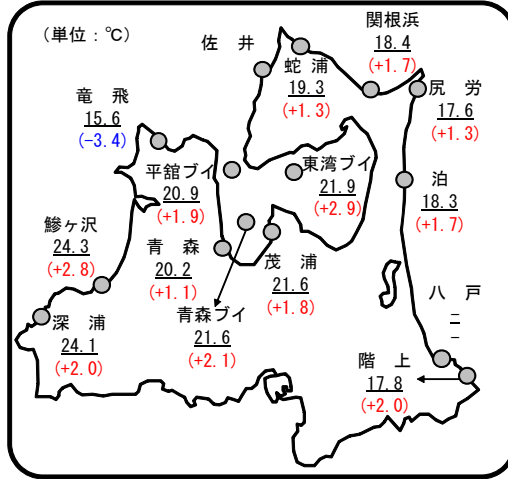 (単位：℃)
関根浜
18.4
(+1.7)
佐　井
蛇　浦
19.3
(+1.3)
尻　労
17.6
(+1.3)
竜　飛
15.6
(−3.4)
平舘ブイ
20.9
(+1.9)
東湾ブイ
21.9
(+2.9)
泊
18.3
(+1.7)
鰺ヶ沢
24.3
(+2.8)
青　森
20.2
(+1.1)
茂　浦
21.6
(+1.8)
八　戸
深　浦
24.1
(+2.0)
青森ブイ
21.6
(+2.1)
階　上
17.8
(+2.0)